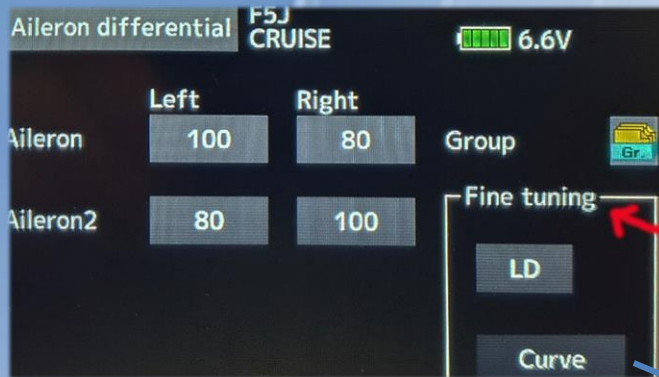 Aileron differential
F5J
CRUISE
6.6V
Left Right
Aileron 100 80 Group Gr.
Aileron2 80 100 Fine tuning
LD
Curve